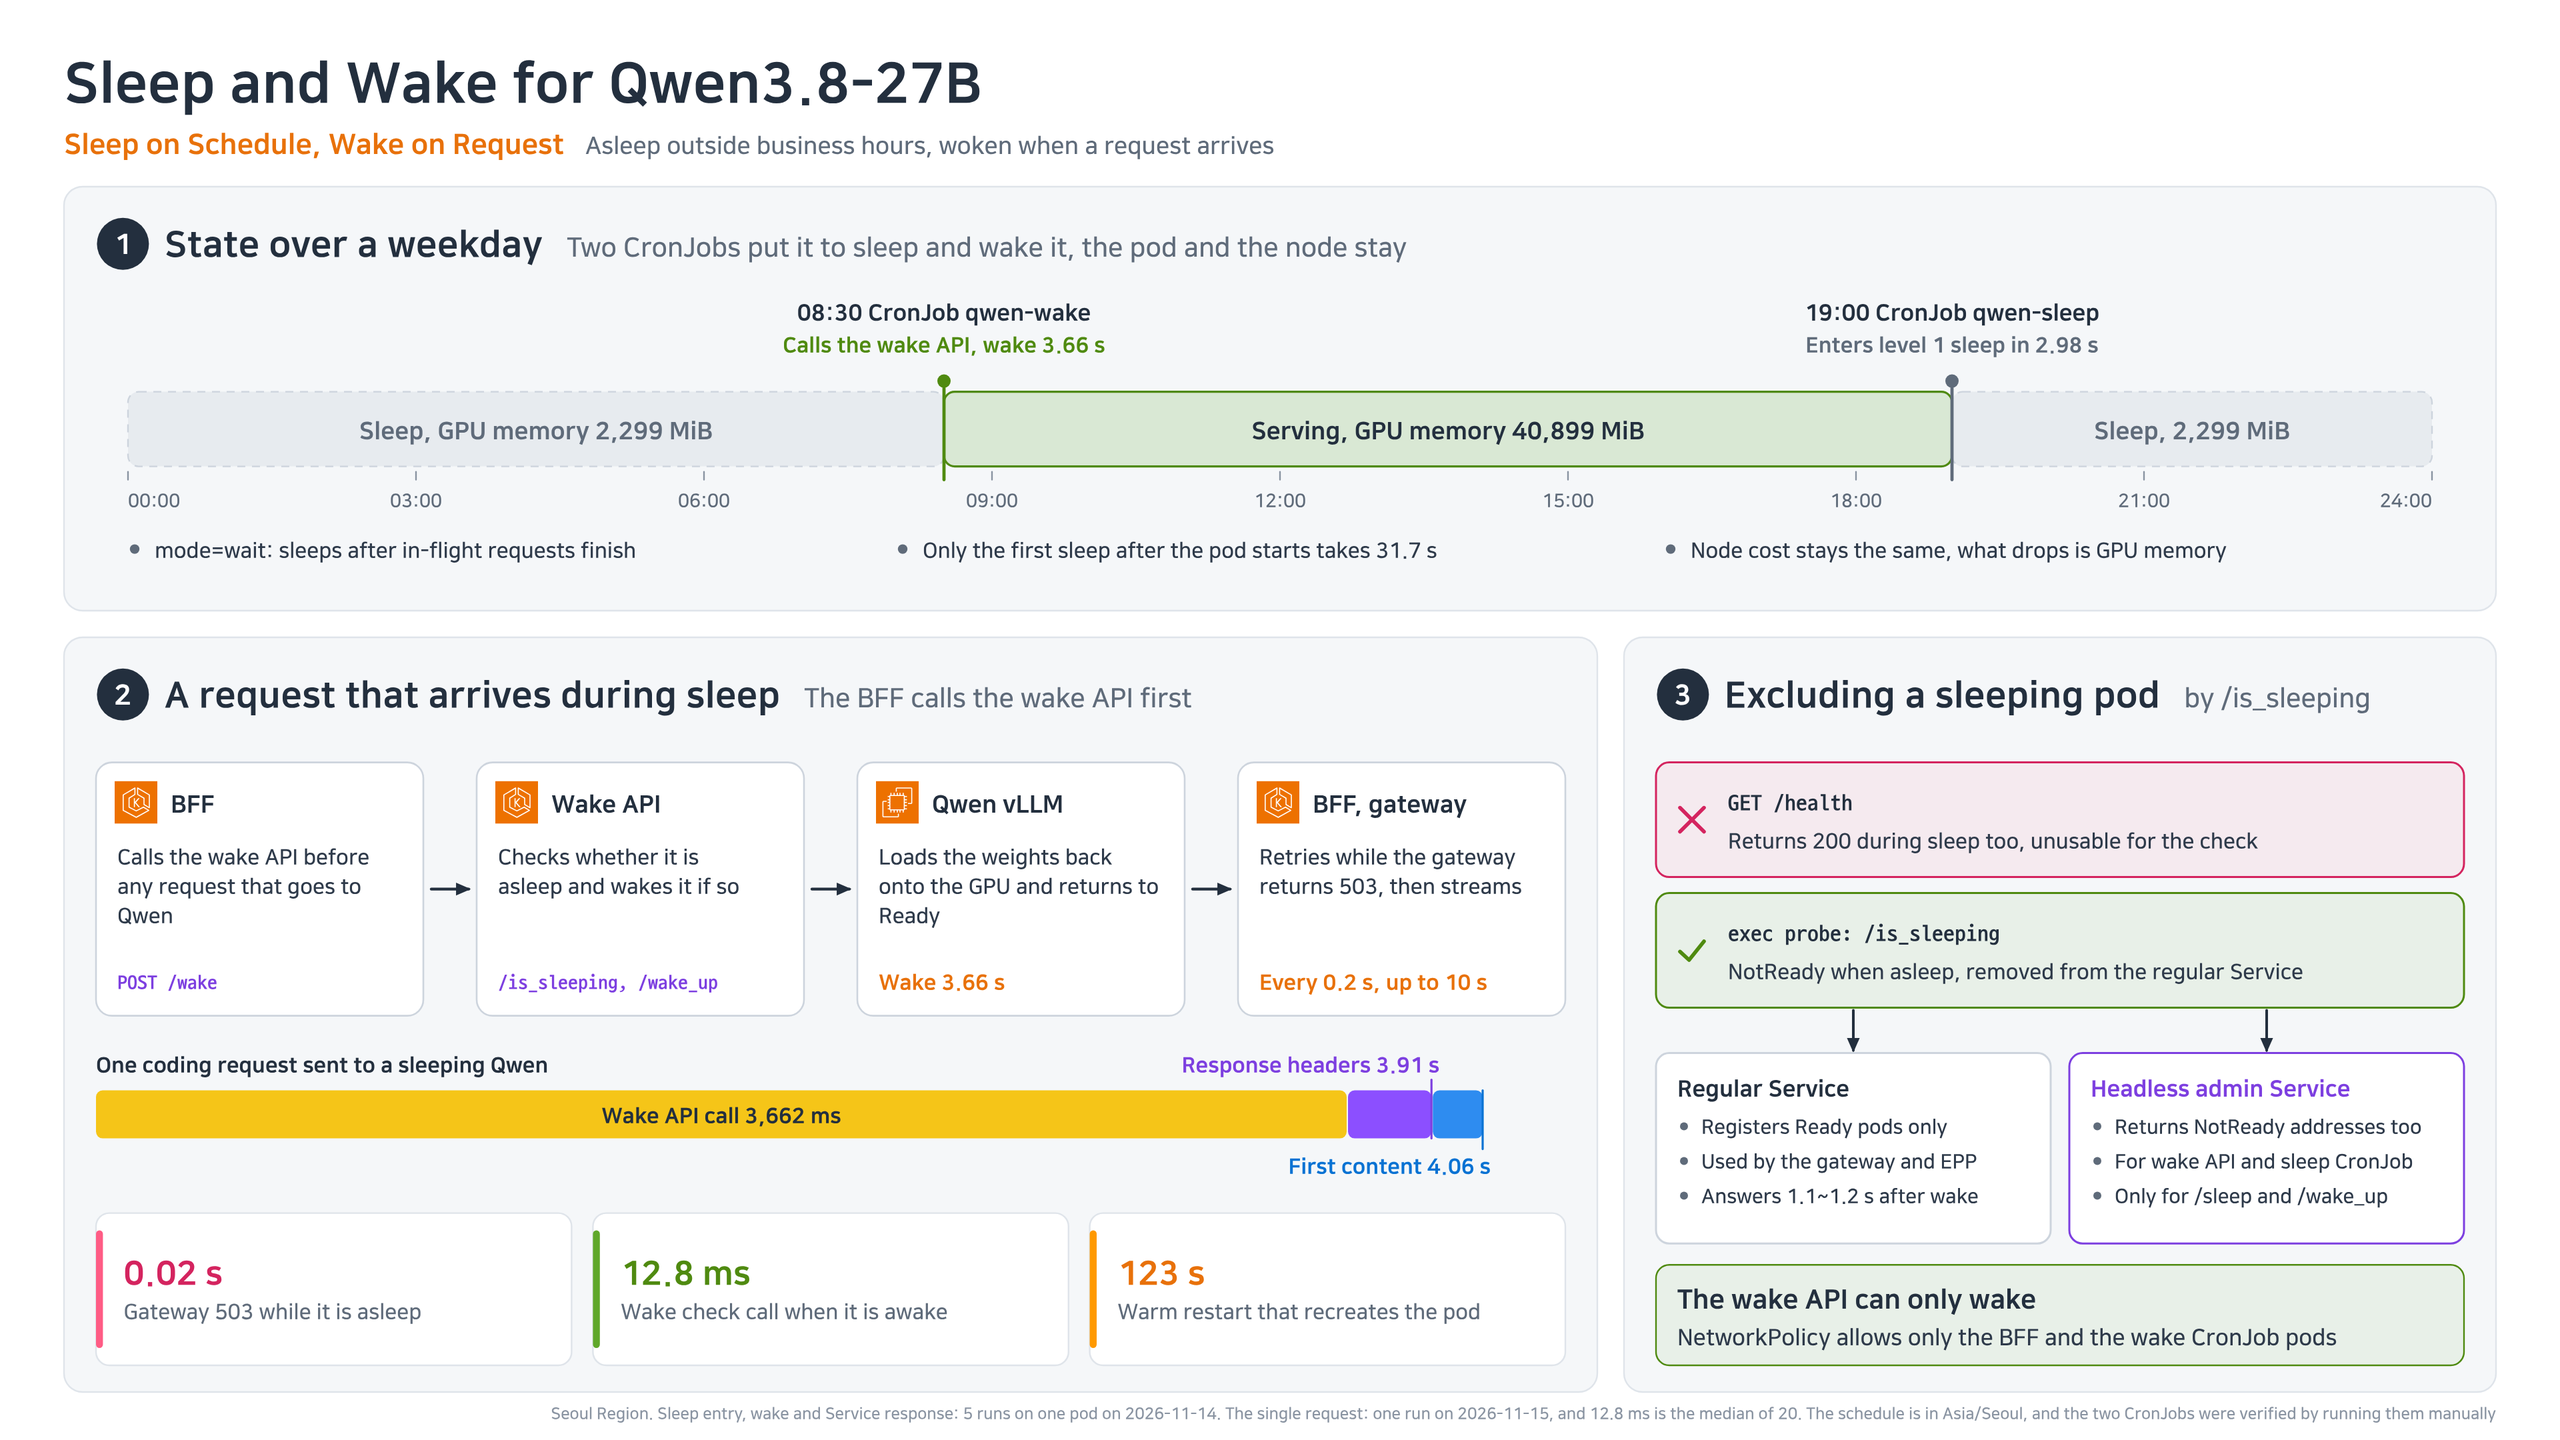 Sleep and Wake for Qwen3.8-27B
Sleep on Schedule, Wake on Request Asleep outside business hours, woken when a request arrives
1 State over a weekday Two CronJobs put it to sleep and wake it, the pod and the node stay
08:30 CronJob qwen-wake
Calls the wake API, wake 3.66 s
19:00 CronJob qwen-sleep
Enters level 1 sleep in 2.98 s
Sleep, GPU memory 2,299 MiB
Serving, GPU memory 40,899 MiB
Sleep, 2,299 MiB
00:00 03:00 06:00 09:00 12:00 15:00 18:00 21:00 24:00
mode=wait: sleeps after in-flight requests finish
Only the first sleep after the pod starts takes 31.7 s
Node cost stays the same, what drops is GPU memory
2 A request that arrives during sleep The BFF calls the wake API first
BFF
Calls the wake API before
any request that goes to
Qwen
POST /wake
Wake API
Checks whether it is
asleep and wakes it if so
/is_sleeping, /wake_up
Qwen vLLM
Loads the weights back
onto the GPU and returns to
Ready
Wake 3.66 s
BFF, gateway
Retries while the gateway
returns 503, then streams
Every 0.2 s, up to 10 s
One coding request sent to a sleeping Qwen
Response headers 3.91 s
Wake API call 3,662 ms
First content 4.06 s
0.02 s
Gateway 503 while it is asleep
12.8 ms
Wake check call when it is awake
123 s
Warm restart that recreates the pod
3 Excluding a sleeping pod by /is_sleeping
GET /health
Returns 200 during sleep too, unusable for the check
exec probe: /is_sleeping
NotReady when asleep, removed from the regular Service
Regular Service
Registers Ready pods only
Used by the gateway and EPP
Answers 1.1~1.2 s after wake
Headless admin Service
Returns NotReady addresses too
For wake API and sleep CronJob
Only for /sleep and /wake_up
The wake API can only wake
NetworkPolicy allows only the BFF and the wake CronJob pods
Seoul Region. Sleep entry, wake and Service response: 5 runs on one pod on 2026-11-14. The single request: one run on 2026-11-15, and 12.8 ms is the median of 20. The schedule is in Asia/Seoul, and the two CronJobs were verified by running them manually